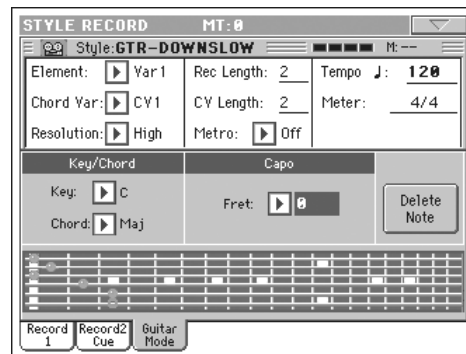 STYLE RECORD MT:0
Style:GTR-DOWNSLOW M: --
Element: Var1 Rec Length: 2 Tempo ♩: 120
Chord Var: CV1 CV Length: 2 Meter: 4/4
Resolution: High Metro: Off
Key/Chord Capo
Key: C
Fret: 0
Chord: Maj
Delete
Note
Record
1
Record2
Cue
Guitar
Mode